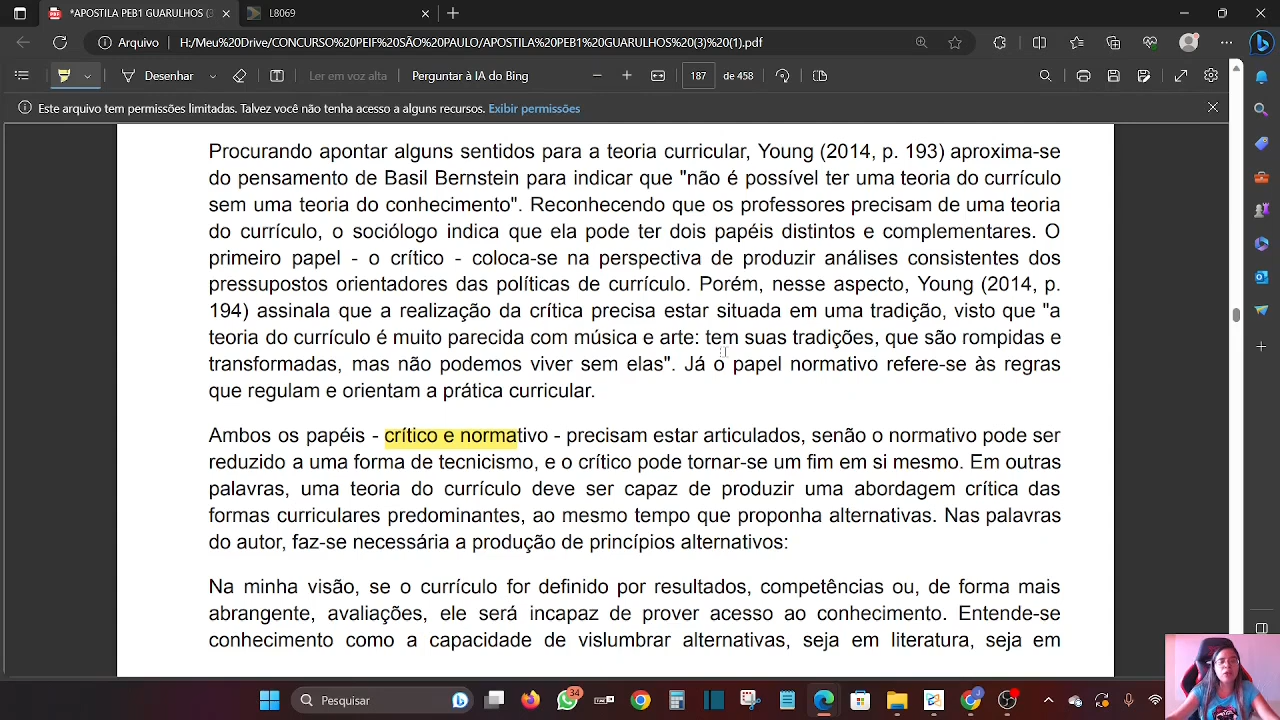 *APOSTILA PEB1 GUARULHOS (3
L8069
Arquivo
H:/Meu%20Drive/CONCURSO%20PEIF%20SÃO%20PAULO/APOSTILA%20PEB1%20GUARULHOS%20(3)%20(1).pdf
Desenhar
Ler em voz alta
Perguntar à IA do Bing
187
de 458
Este arquivo tem permissões limitadas. Talvez você não tenha acesso a alguns recursos. Exibir permissões
Procurando apontar alguns sentidos para a teoria curricular, Young (2014, p. 193) aproxima-se
do pensamento de Basil Bernstein para indicar que "não é possível ter uma teoria do currículo
sem uma teoria do conhecimento". Reconhecendo que os professores precisam de uma teoria
do currículo, o sociólogo indica que ela pode ter dois papéis distintos e complementares. O
primeiro papel - o crítico - coloca-se na perspectiva de produzir análises consistentes dos
pressupostos orientadores das políticas de currículo. Porém, nesse aspecto, Young (2014, p.
194) assinala que a realização da crítica precisa estar situada em uma tradição, visto que "a
teoria do currículo é muito parecida com música e arte: tem suas tradições, que são rompidas e
transformadas, mas não podemos viver sem elas". Já o papel normativo refere-se às regras
que regulam e orientam a prática curricular.
Ambos os papéis - crítico e normativo - precisam estar articulados, senão o normativo pode ser
reduzido a uma forma de tecnicismo, e o crítico pode tornar-se um fim em si mesmo. Em outras
palavras, uma teoria do currículo deve ser capaz de produzir uma abordagem crítica das
formas curriculares predominantes, ao mesmo tempo que proponha alternativas. Nas palavras
do autor, faz-se necessária a produção de princípios alternativos:
Na minha visão, se o currículo for definido por resultados, competências ou, de forma mais
abrangente, avaliações, ele será incapaz de prover acesso ao conhecimento. Entende-se
conhecimento como a capacidade de vislumbrar alternativas, seja em literatura, seja em
Pesquisar
34